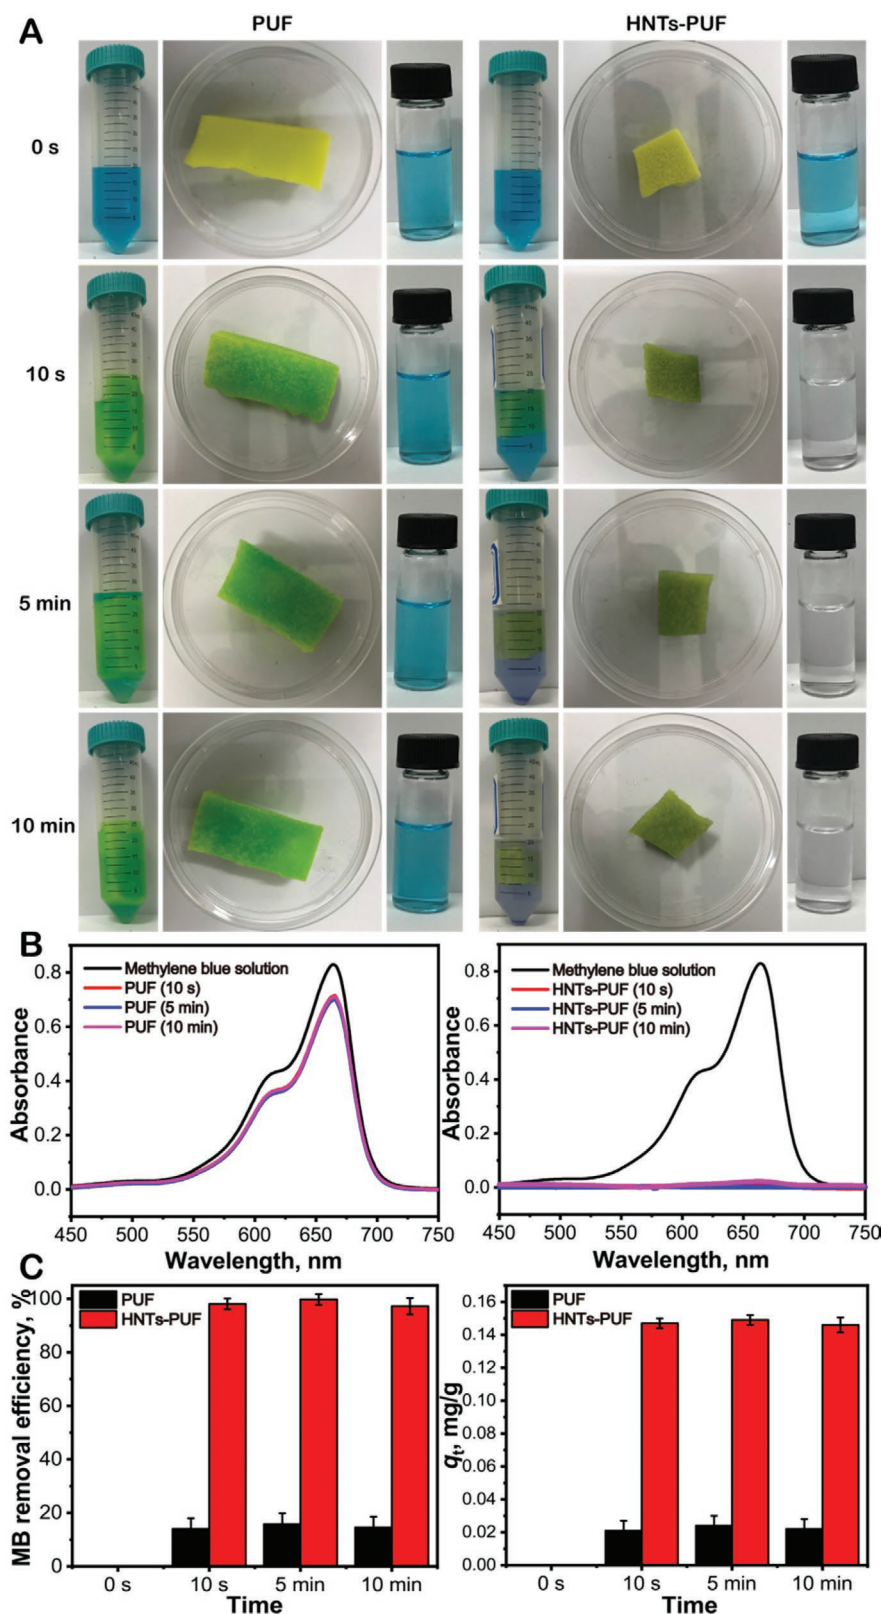 A
PUF
HNTs-PUF
0 s
10 s
5 min
10 min
B
0.8
0.6
0.4
0.2
0.0
Absorbance
Methylene blue solution
PUF (10 s)
PUF (5 min)
PUF (10 min)
450 500 550 600 650 700 750
Wavelength, nm
0.8
0.6
0.4
0.2
0.0
Absorbance
Methylene blue solution
HNTs-PUF (10 s)
HNTs-PUF (5 min)
HNTs-PUF (10 min)
450 500 550 600 650 700 750
Wavelength, nm
C
100
80
60
40
20
0
MB removal efficiency, %
PUF
HNTs-PUF
0 s 10 s 5 min 10 min
Time
0.16
0.14
0.12
0.10
0.08
0.06
0.04
0.02
0.00
qt, mg/g
PUF
HNTs-PUF
0 s 10 s 5 min 10 min
Time